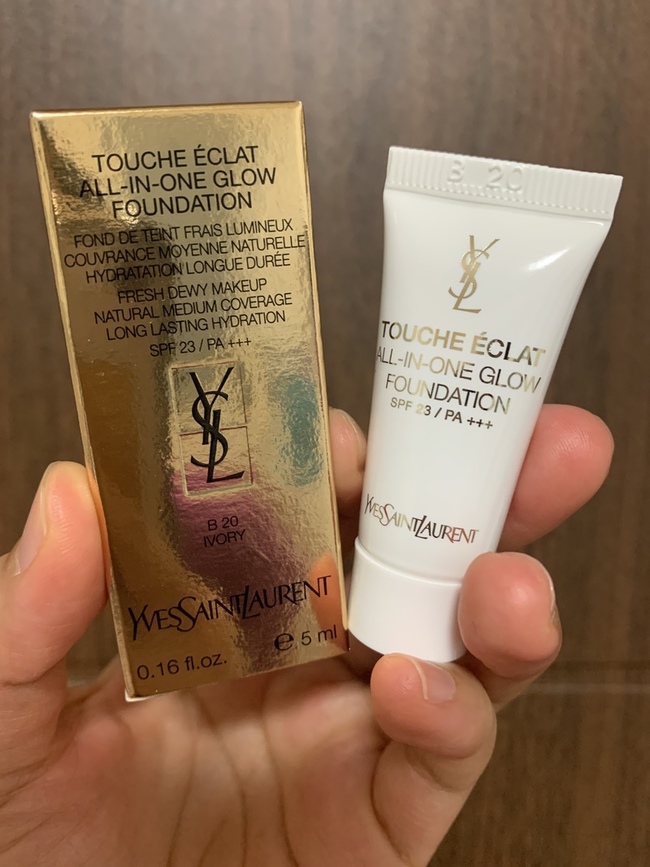 TOUCHE ÉCLAT
ALL-IN-ONE GLOW
FOUNDATION
FOND DE TEINT FRAIS LUMINEUX
COUVRANCE MOYENNE NATURELLE
HYDRATATION LONGUE DURÉE
FRESH DEWY MAKEUP
NATURAL MEDIUM COVERAGE
LONG LASTING HYDRATION
SPF 23 / PA +++
YSL
B 20
IVORY
YVESSAINTLAURENT
0.16 fl.oz. e 5 ml
B 20
YSL
TOUCHE ÉCLAT
ALL-IN-ONE GLOW
FOUNDATION
SPF 23 / PA +++
YVESSAINTLAURENT